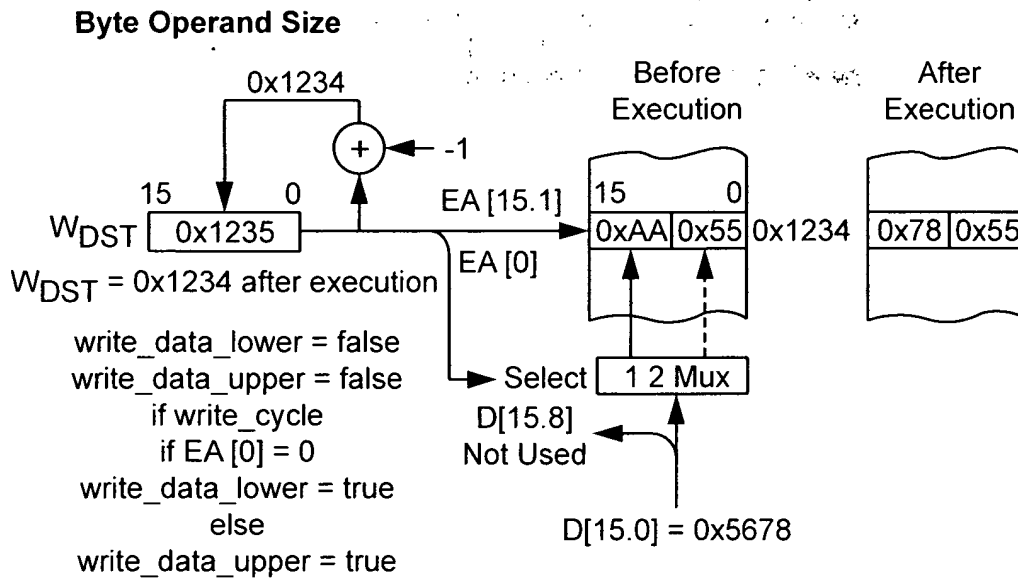 Byte Operand Size
Before
Execution
After
Execution
0x1234
+
-1
15 0
EA [15.1]
15 0
WDST 0x1235
0xAA 0x55 0x1234
0x78 0x55
EA [0]
WDST = 0x1234 after execution
write_data_lower = false
write_data_upper = false
if write_cycle
if EA [0] = 0
write_data_lower = true
else
write_data_upper = true
Select 1 2 Mux
D[15.8]
Not Used
D[15.0] = 0x5678